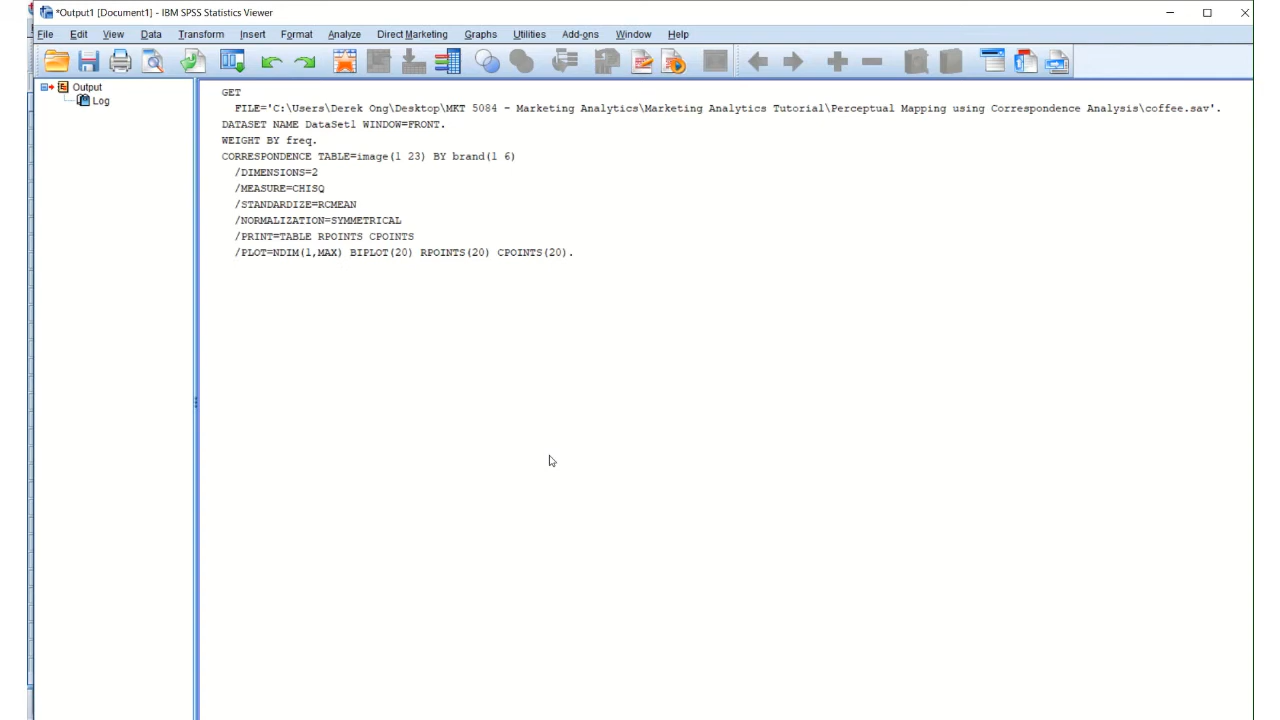 *Output1 [Document1] - IBM SPSS Statistics Viewer
File Edit View Data Transform Insert Format Analyze Direct Marketing Graphs Utilities Add-ons Window Help
Output
Log
GET
FILE='C:\Users\Derek Ong\Desktop\MKT 5084 - Marketing Analytics\Marketing Analytics Tutorial\Perceptual Mapping using Correspondence Analysis\coffee.sav'.
DATASET NAME DataSet1 WINDOW=FRONT.
WEIGHT BY freq.
CORRESPONDENCE TABLE=image(1 23) BY brand(1 6)
/DIMENSIONS=2
/MEASURE=CHISQ
/STANDARDIZE=RCMEAN
/NORMALIZATION=SYMMETRICAL
/PRINT=TABLE RPOINTS CPOINTS
/PLOT=NDIM(1,MAX) BIPLOT(20) RPOINTS(20) CPOINTS(20).